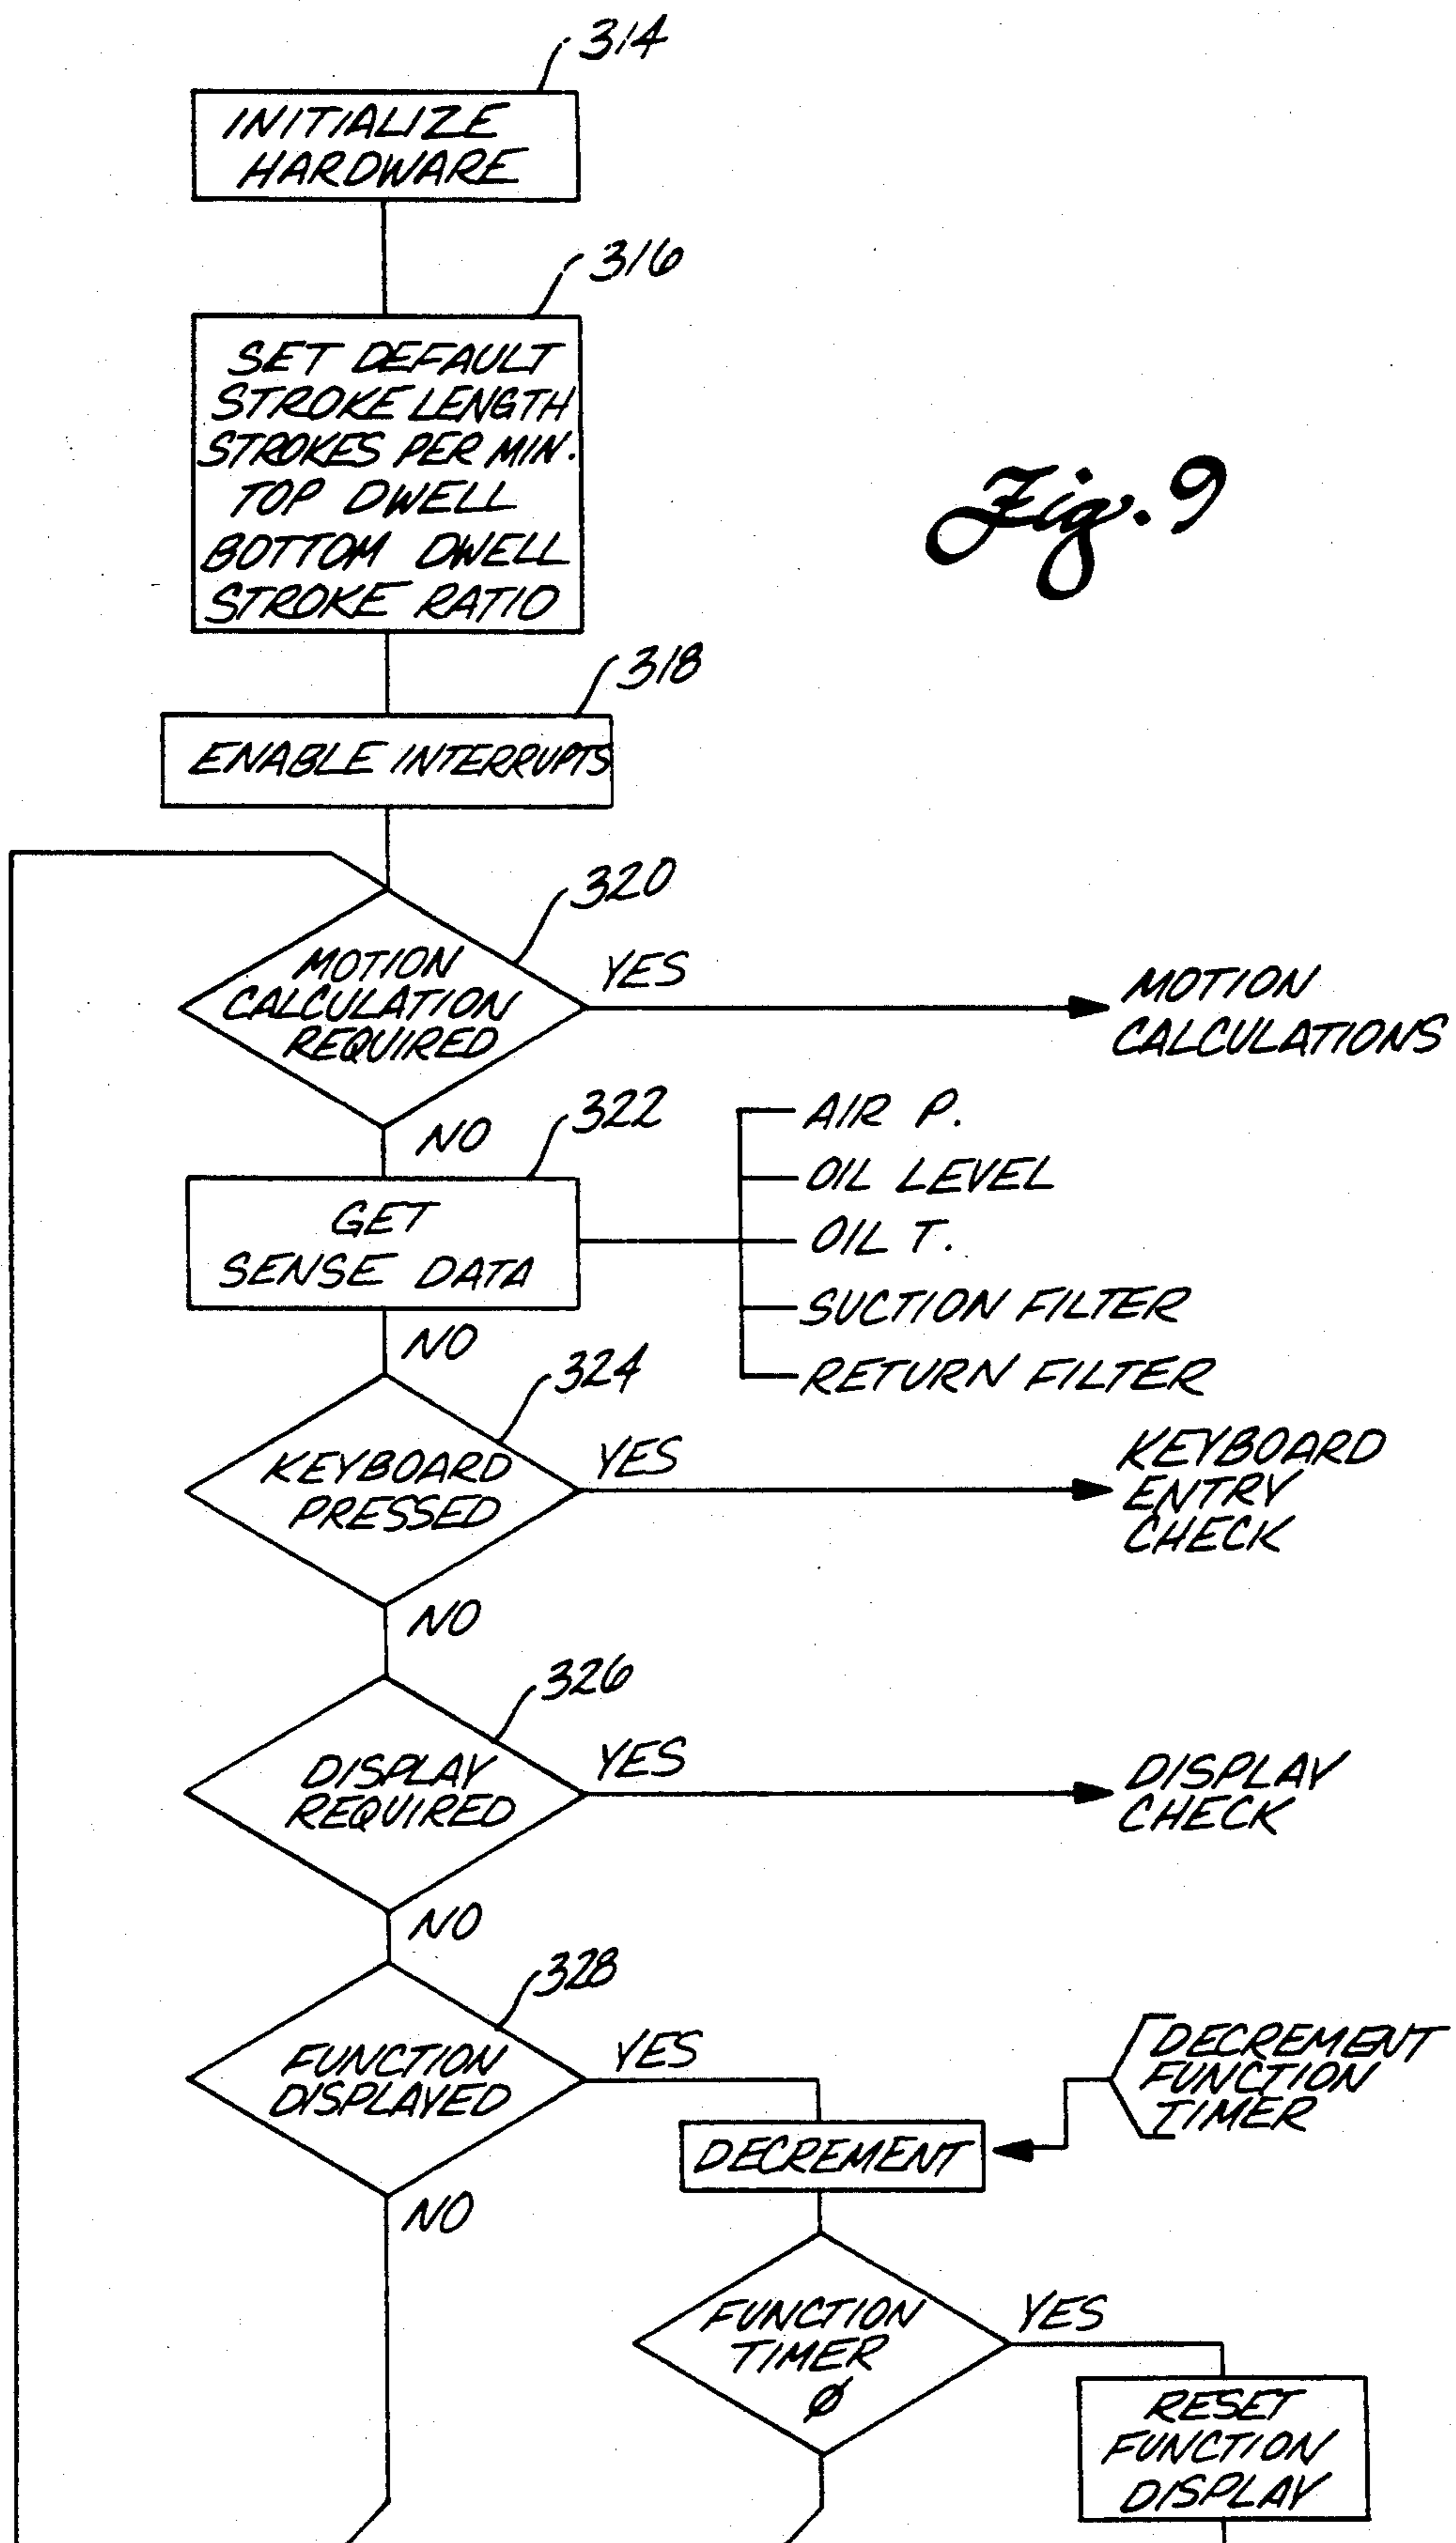 314
INITIALIZE
HARDWARE
316
SET DEFAULT
STROKE LENGTH
STROKES PER MIN.
TOP DWELL
BOTTOM DWELL
STROKE RATIO
Fig. 9
318
ENABLE INTERRUPTS
320
MOTION
CALCULATION
REQUIRED
YES
MOTION
CALCULATIONS
NO
322
GET
SENSE DATA
AIR P.
OIL LEVEL
OIL T.
SUCTION FILTER
RETURN FILTER
NO
324
KEYBOARD
PRESSED
YES
KEYBOARD
ENTRY
CHECK
NO
326
DISPLAY
REQUIRED
YES
DISPLAY
CHECK
NO
328
FUNCTION
DISPLAYED
YES
DECREMENT
FUNCTION
TIMER
DECREMENT
NO
FUNCTION
TIMER
Ø
YES
RESET
FUNCTION
DISPLAY